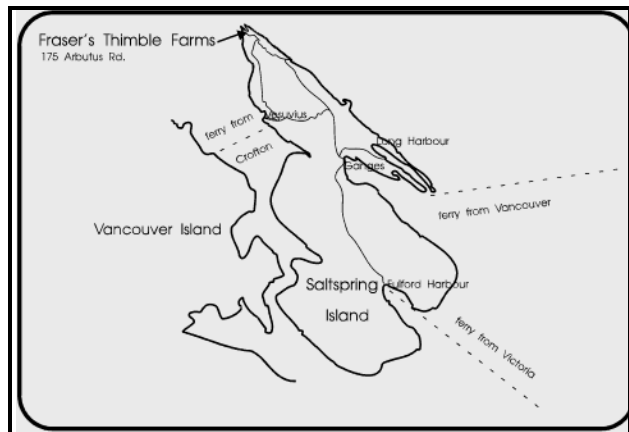 Fraser's Thimble Farms
175 Arbutus Rd.
Vesuvius
ferry from
Crofton
Long Harbour
Ganges
ferry from Vancouver
Vancouver Island
Saltspring
Island
Fulford Harbour
ferry from Victoria